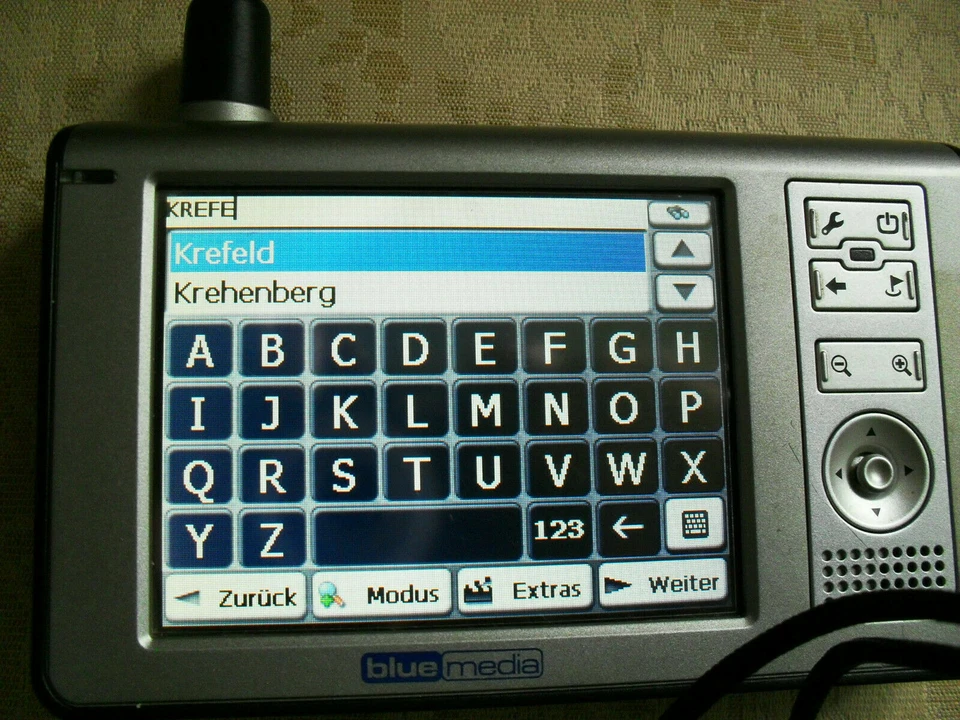 KREFE
Krefeld
Krehenberg
A B C D E F G H
I J K L M N O P
Q R S T U V W X
Y Z 123
Zurück Modus Extras Weiter
bluemedia